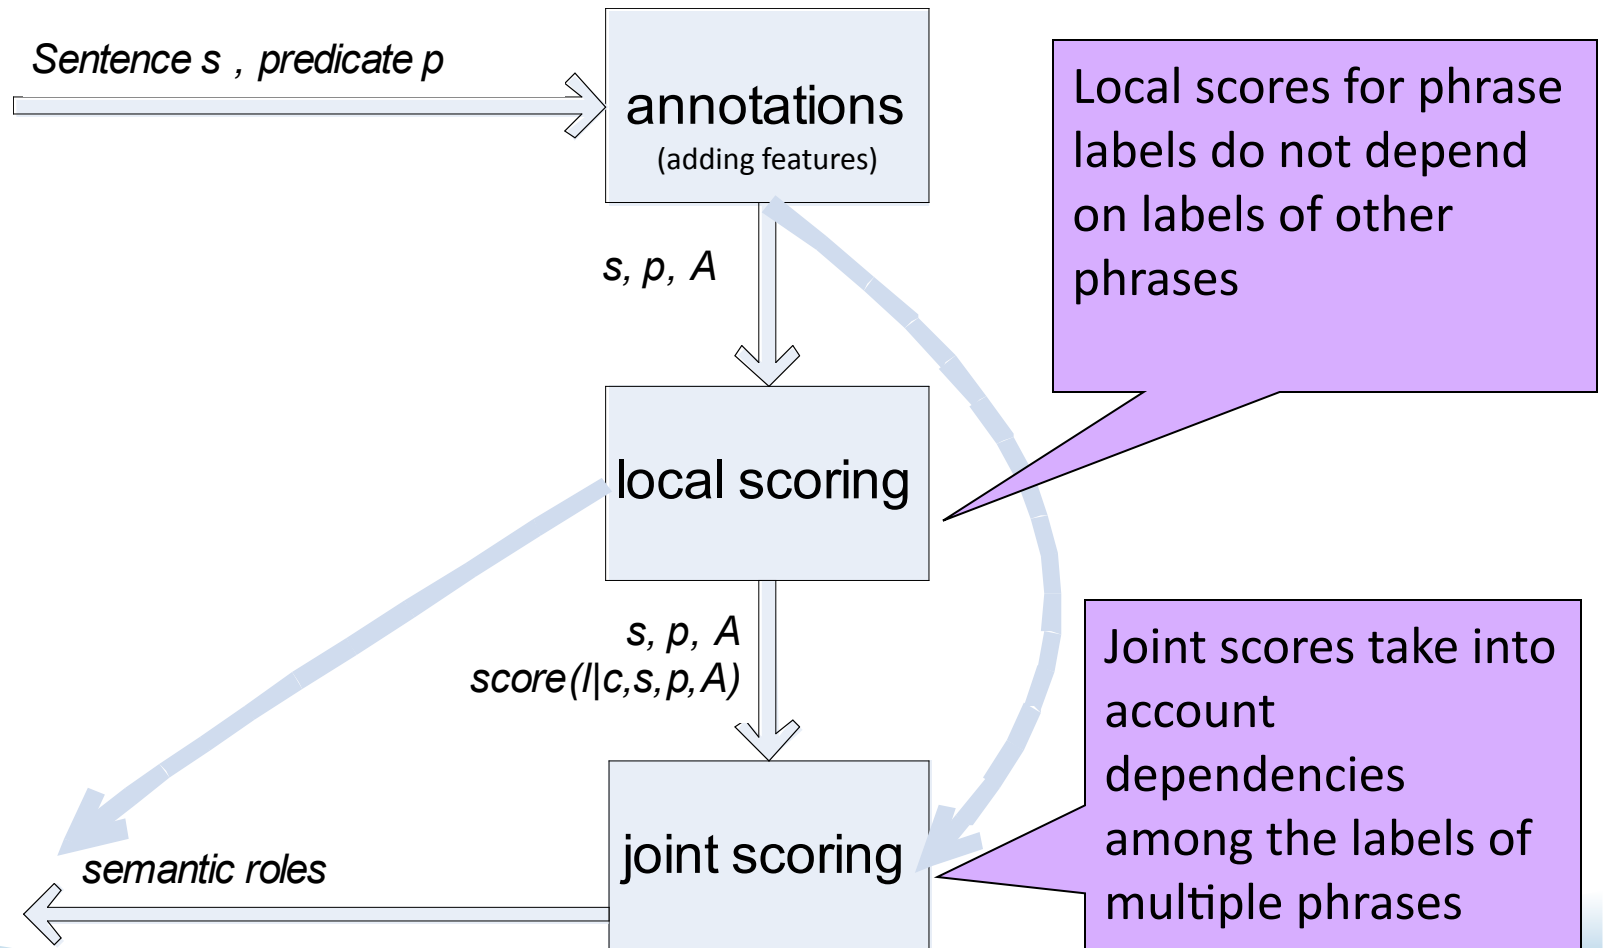 Sentence s , predicate p
annotations
(adding features)
Local scores for phrase
labels do not depend
on labels of other
phrases
s, p, A
local scoring
s, p, A
score(l|c,s,p,A)
Joint scores take into
account
dependencies
among the labels of
multiple phrases
joint scoring
semantic roles